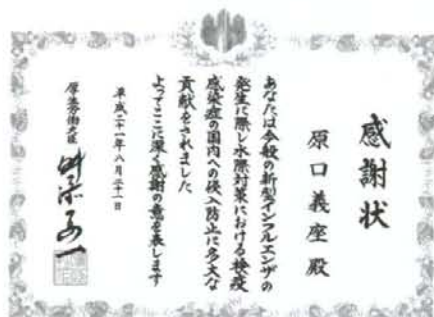 感謝状
原口義座殿
あなたは今般の新型インフルエンザの
発生に際し水際対策における検疫
感染症の国内への侵入防止に多大な
貢献をされました
よってここに深く感謝の意を表します
平成二十一年八月三十一日
厚生労働大臣